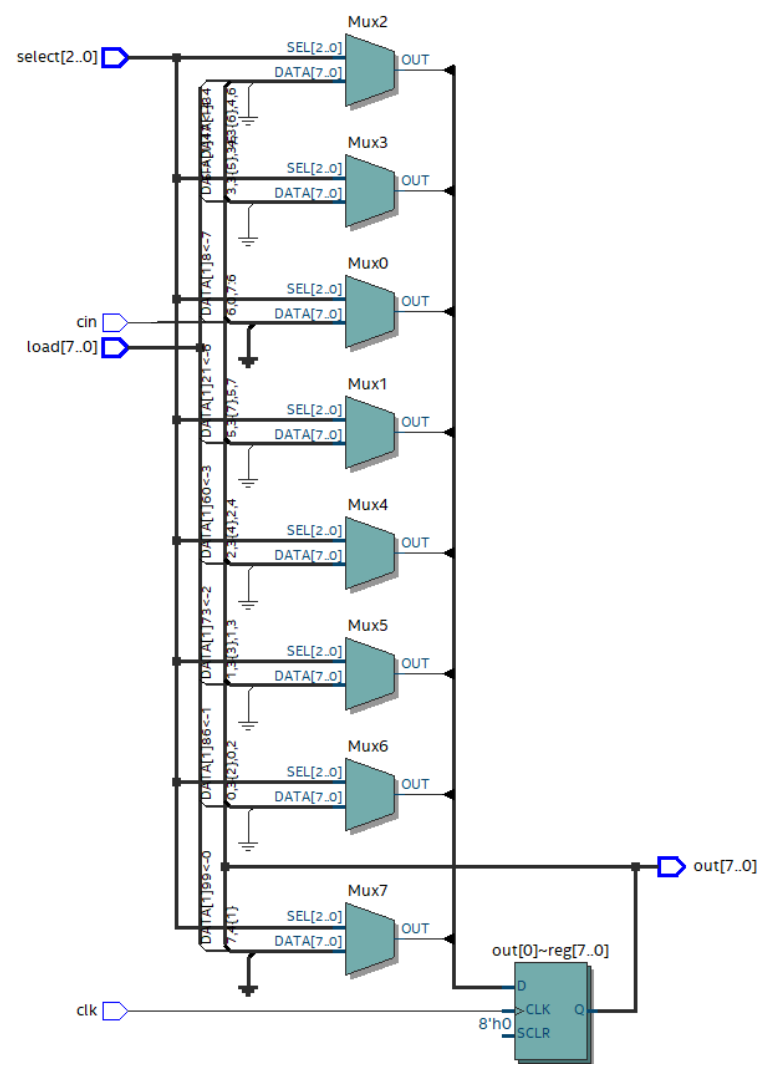 Mux2
select[2..0]
SEL[2..0]
DATA[7..0]
OUT
Mux3
SEL[2..0]
DATA[7..0]
OUT
DATA[1]8<-7
6,0,7:6
Mux0
SEL[2..0]
DATA[7..0]
OUT
cin
load[7..0]
DATA[1]21<-6
5,3{7},5,7
Mux1
SEL[2..0]
DATA[7..0]
OUT
DATA[1]60<-3
2,3{4},2,4
Mux4
SEL[2..0]
DATA[7..0]
OUT
DATA[1]73<-2
1,3{3},1,3
Mux5
SEL[2..0]
DATA[7..0]
OUT
DATA[1]86<-1
0,3{2},0,2
Mux6
SEL[2..0]
DATA[7..0]
OUT
out[7..0]
DATA[1]99<-0
7,4{1}
Mux7
SEL[2..0]
DATA[7..0]
OUT
out[0]~reg[7..0]
D
clk
CLK
Q
8'h0
SCLR